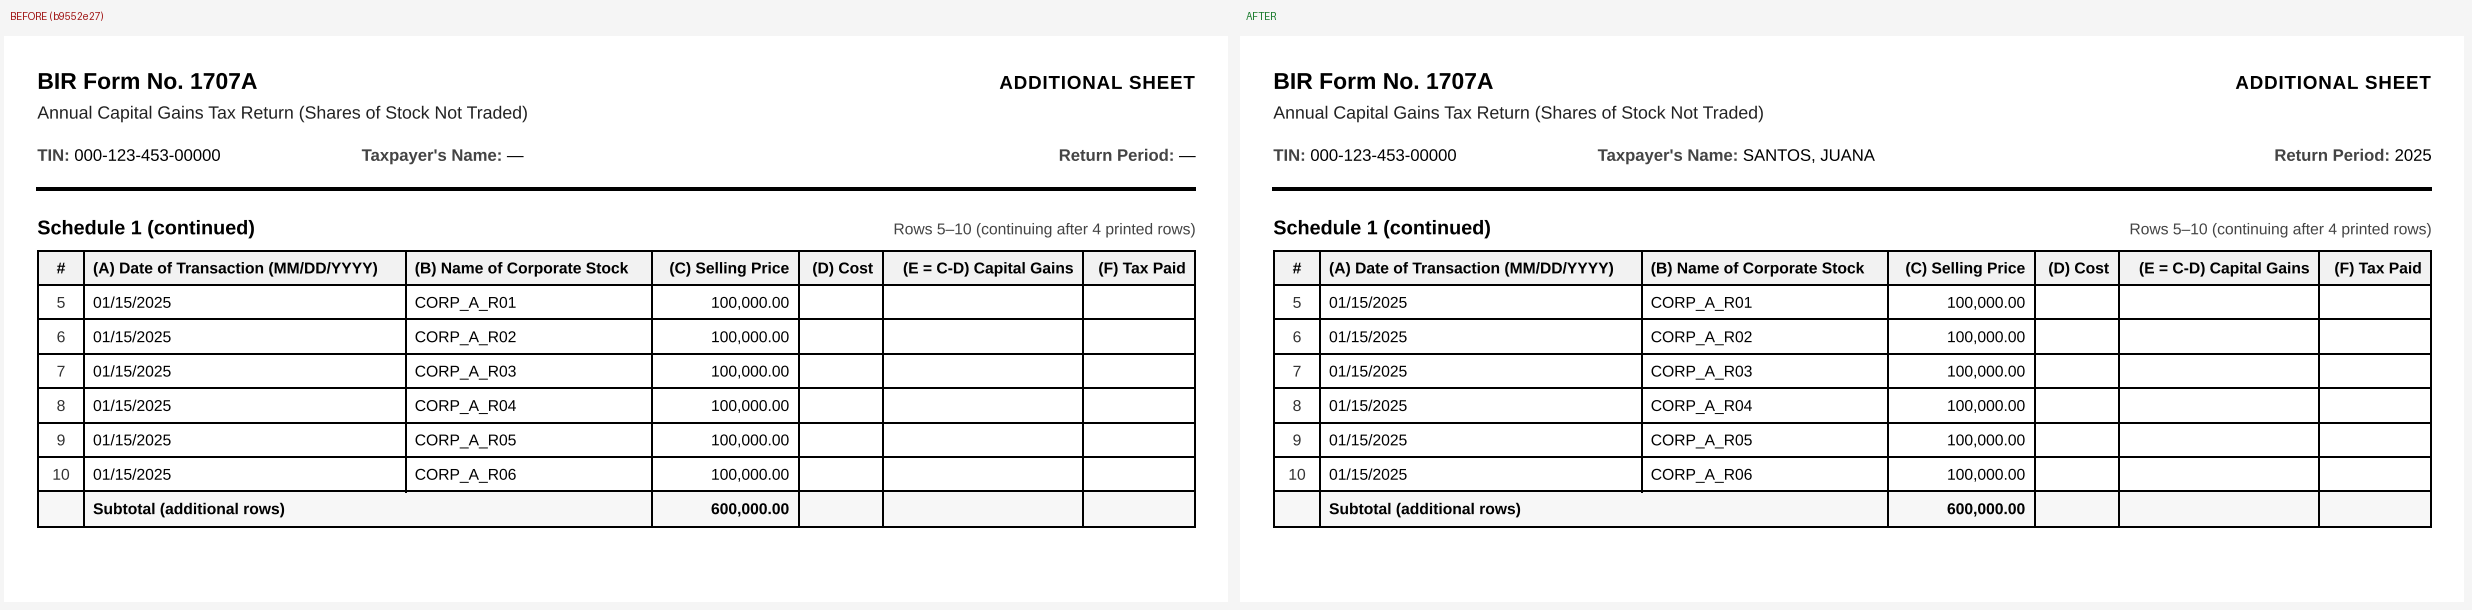 BEFORE (b9552e27)
BIR Form No. 1707A
ADDITIONAL SHEET
Annual Capital Gains Tax Return (Shares of Stock Not Traded)
TIN: 000-123-453-00000 Taxpayer's Name: — Return Period: —
Schedule 1 (continued)
Rows 5–10 (continuing after 4 printed rows)
# (A) Date of Transaction (MM/DD/YYYY) (B) Name of Corporate Stock (C) Selling Price (D) Cost (E = C-D) Capital Gains (F) Tax Paid
5 01/15/2025 CORP_A_R01 100,000.00
6 01/15/2025 CORP_A_R02 100,000.00
7 01/15/2025 CORP_A_R03 100,000.00
8 01/15/2025 CORP_A_R04 100,000.00
9 01/15/2025 CORP_A_R05 100,000.00
10 01/15/2025 CORP_A_R06 100,000.00
Subtotal (additional rows) 600,000.00
AFTER
BIR Form No. 1707A
ADDITIONAL SHEET
Annual Capital Gains Tax Return (Shares of Stock Not Traded)
TIN: 000-123-453-00000 Taxpayer's Name: SANTOS, JUANA Return Period: 2025
Schedule 1 (continued)
Rows 5–10 (continuing after 4 printed rows)
# (A) Date of Transaction (MM/DD/YYYY) (B) Name of Corporate Stock (C) Selling Price (D) Cost (E = C-D) Capital Gains (F) Tax Paid
5 01/15/2025 CORP_A_R01 100,000.00
6 01/15/2025 CORP_A_R02 100,000.00
7 01/15/2025 CORP_A_R03 100,000.00
8 01/15/2025 CORP_A_R04 100,000.00
9 01/15/2025 CORP_A_R05 100,000.00
10 01/15/2025 CORP_A_R06 100,000.00
Subtotal (additional rows) 600,000.00